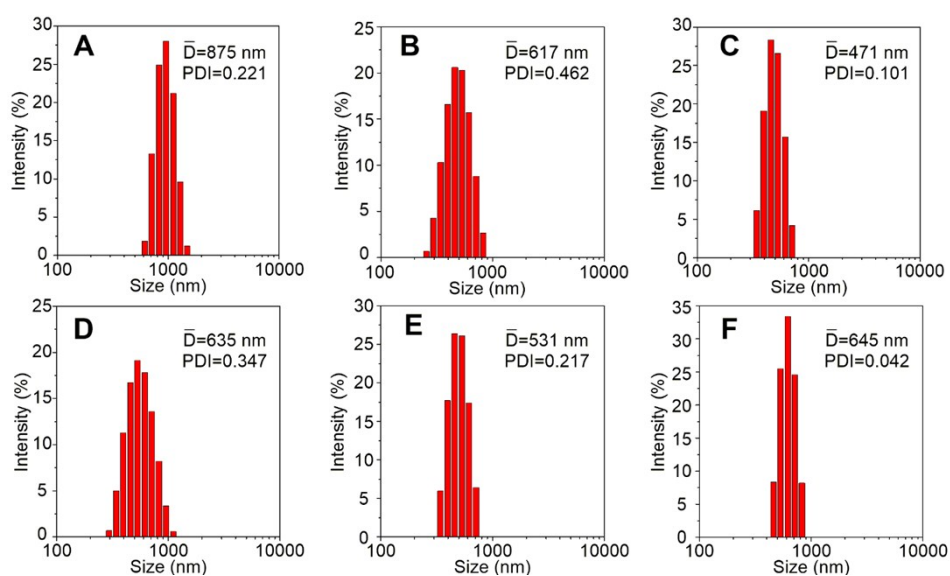 A
D̅=875 nm
PDI=0.221
Intensity (%)
30
25
20
15
10
5
0
100
1000
10000
Size (nm)
B
D̅=617 nm
PDI=0.462
Intensity (%)
25
20
15
10
5
0
100
1000
10000
Size (nm)
C
D̅=471 nm
PDI=0.101
Intensity (%)
30
25
20
15
10
5
0
100
1000
10000
Size (nm)
D
D̅=635 nm
PDI=0.347
Intensity (%)
25
20
15
10
5
0
100
1000
10000
Size (nm)
E
D̅=531 nm
PDI=0.217
Intensity (%)
30
25
20
15
10
5
0
100
1000
10000
Size (nm)
F
D̅=645 nm
PDI=0.042
Intensity (%)
35
30
25
20
15
10
5
0
100
1000
10000
Size (nm)